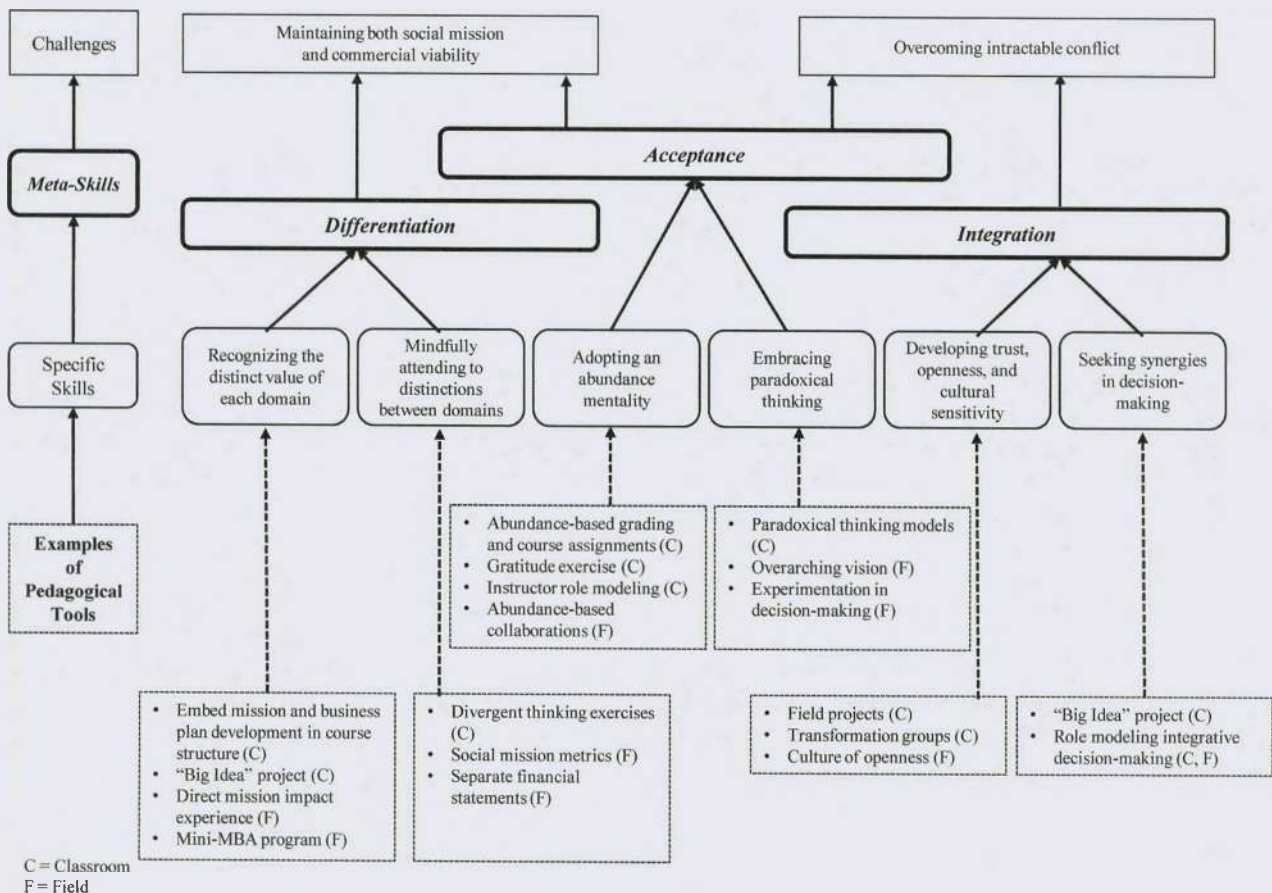 Challenges
Maintaining both social mission
and commercial viability
Overcoming intractable conflict
Meta-Skills
Acceptance
Differentiation
Integration
Specific
Skills
Recognizing the
distinct value of
each domain
Mindfully
attending to
distinctions
between domains
Adopting an
abundance
mentality
Embracing
paradoxical
thinking
Developing trust,
openness, and
cultural
sensitivity
Seeking synergies
in decision-
making
Examples
of
Pedagogical
Tools
• Abundance-based grading
and course assignments (C)
• Gratitude exercise (C)
• Instructor role modeling (C)
• Abundance-based
collaborations (F)
• Paradoxical thinking models
(C)
• Overarching vision (F)
• Experimentation in
decision-making (F)
• Embed mission and business
plan development in course
structure (C)
• "Big Idea" project (C)
• Direct mission impact
experience (F)
• Mini-MBA program (F)
• Divergent thinking exercises
(C)
• Social mission metrics (F)
• Separate financial
statements (F)
• Field projects (C)
• Transformation groups (C)
• Culture of openness (F)
• "Big Idea" project (C)
• Role modeling integrative
decision-making (C, F)
C = Classroom
F = Field